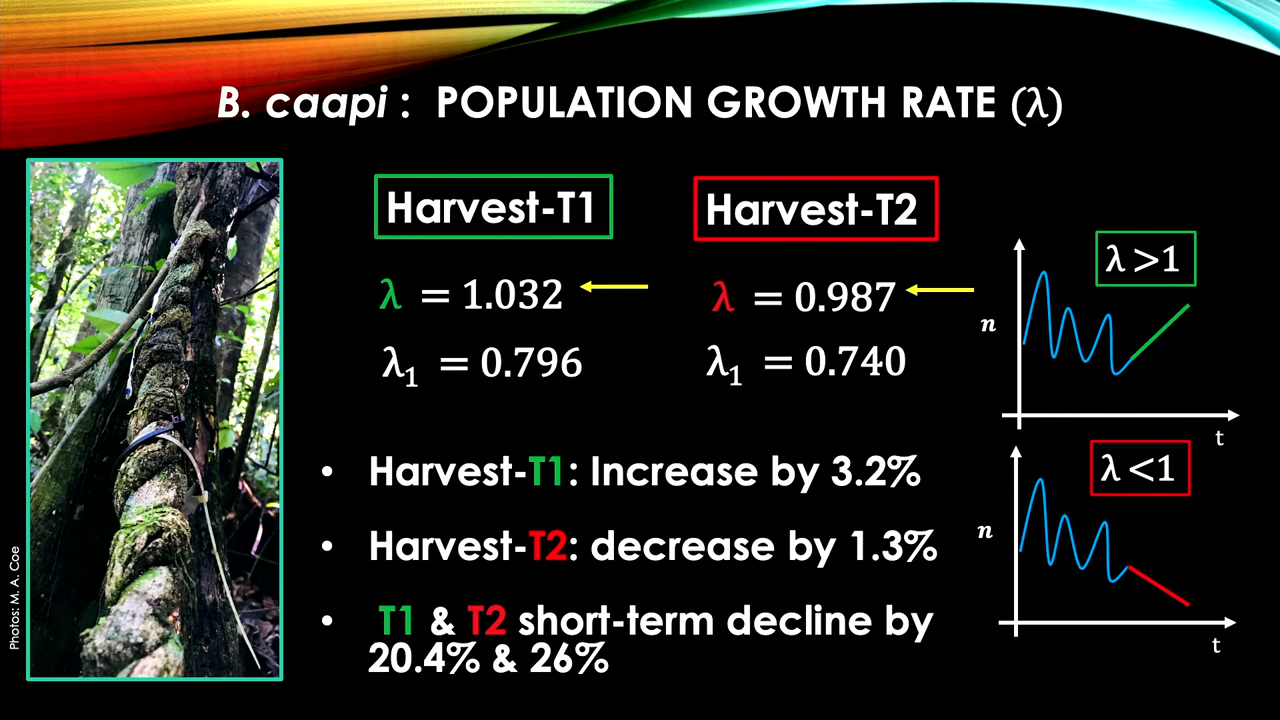 B. caapi : POPULATION GROWTH RATE (λ)
Harvest-T1
Harvest-T2
λ = 1.032
λ = 0.987
λ₁ = 0.796
λ₁ = 0.740
• Harvest-T1: Increase by 3.2%
• Harvest-T2: decrease by 1.3%
• T1 & T2 short-term decline by
20.4% & 26%
λ >1
n
t
λ <1
n
t
Photos: M. A. Coe